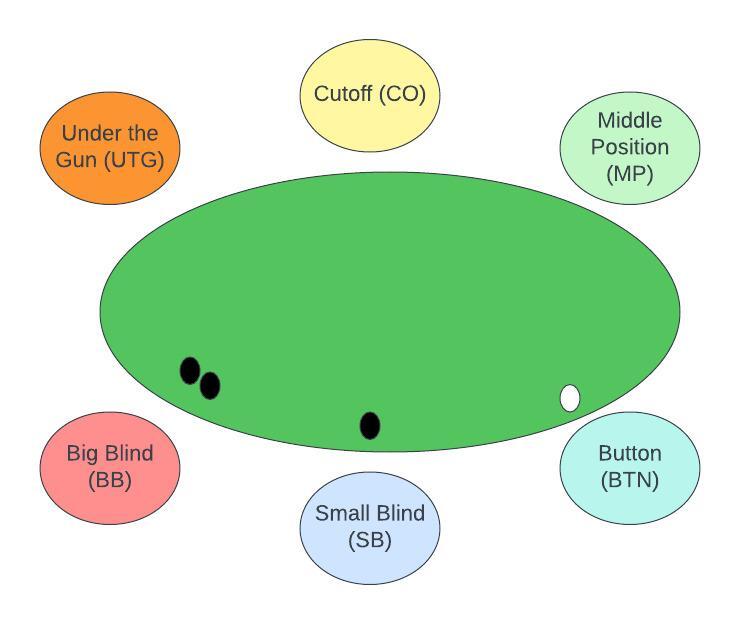 Cutoff (CO)
Under the
Gun (UTG)
Middle
Position
(MP)
Big Blind
(BB)
Small Blind
(SB)
Button
(BTN)